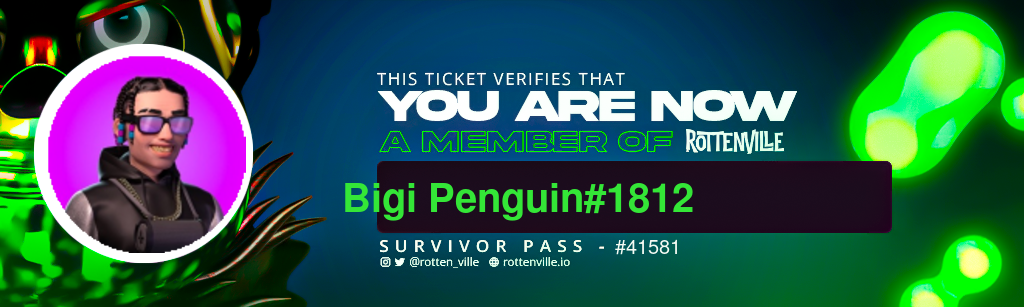 THIS TICKET VERIFIES THAT
YOU ARE NOW
A MEMBER OF ROTTENVILLE
Bigi Penguin#1812
SURVIVOR PASS - #41581
@rotten_ville rottenville.io